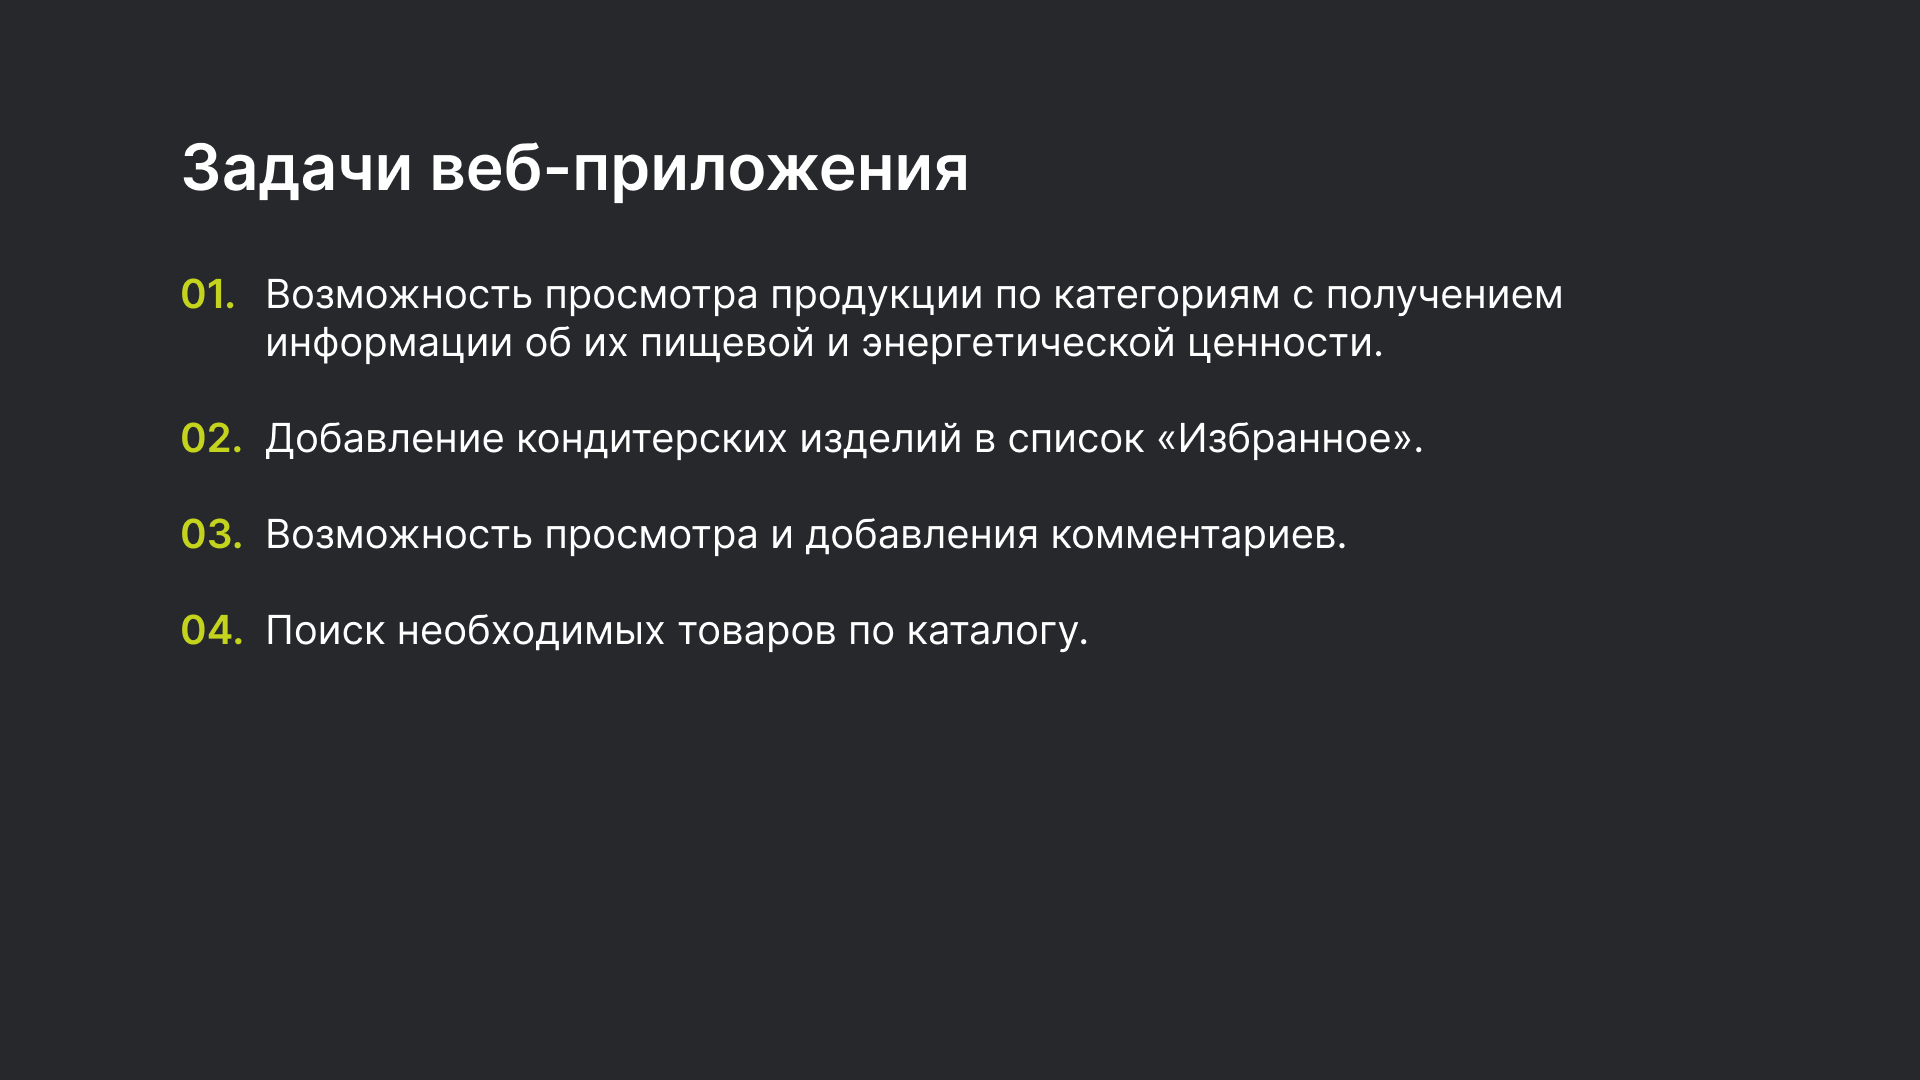 Задачи веб-приложения
01. Возможность просмотра продукции по категориям с получением
информации об их пищевой и энергетической ценности.
02. Добавление кондитерских изделий в список «Избранное».
03. Возможность просмотра и добавления комментариев.
04. Поиск необходимых товаров по каталогу.